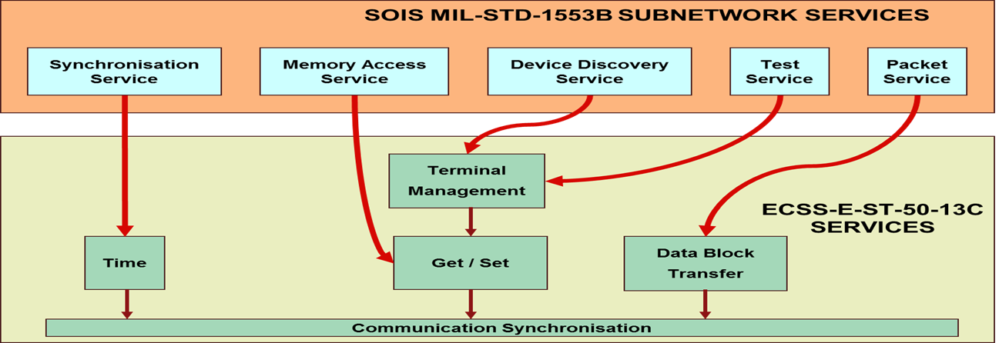 SOIS MIL-STD-1553B SUBNETWORK SERVICES
Synchronisation
Service
Memory Access
Service
Device Discovery
Service
Test
Service
Packet
Service
Terminal
Management
ECSS-E-ST-50-13C
SERVICES
Time
Get / Set
Data Block
Transfer
Communication Synchronisation